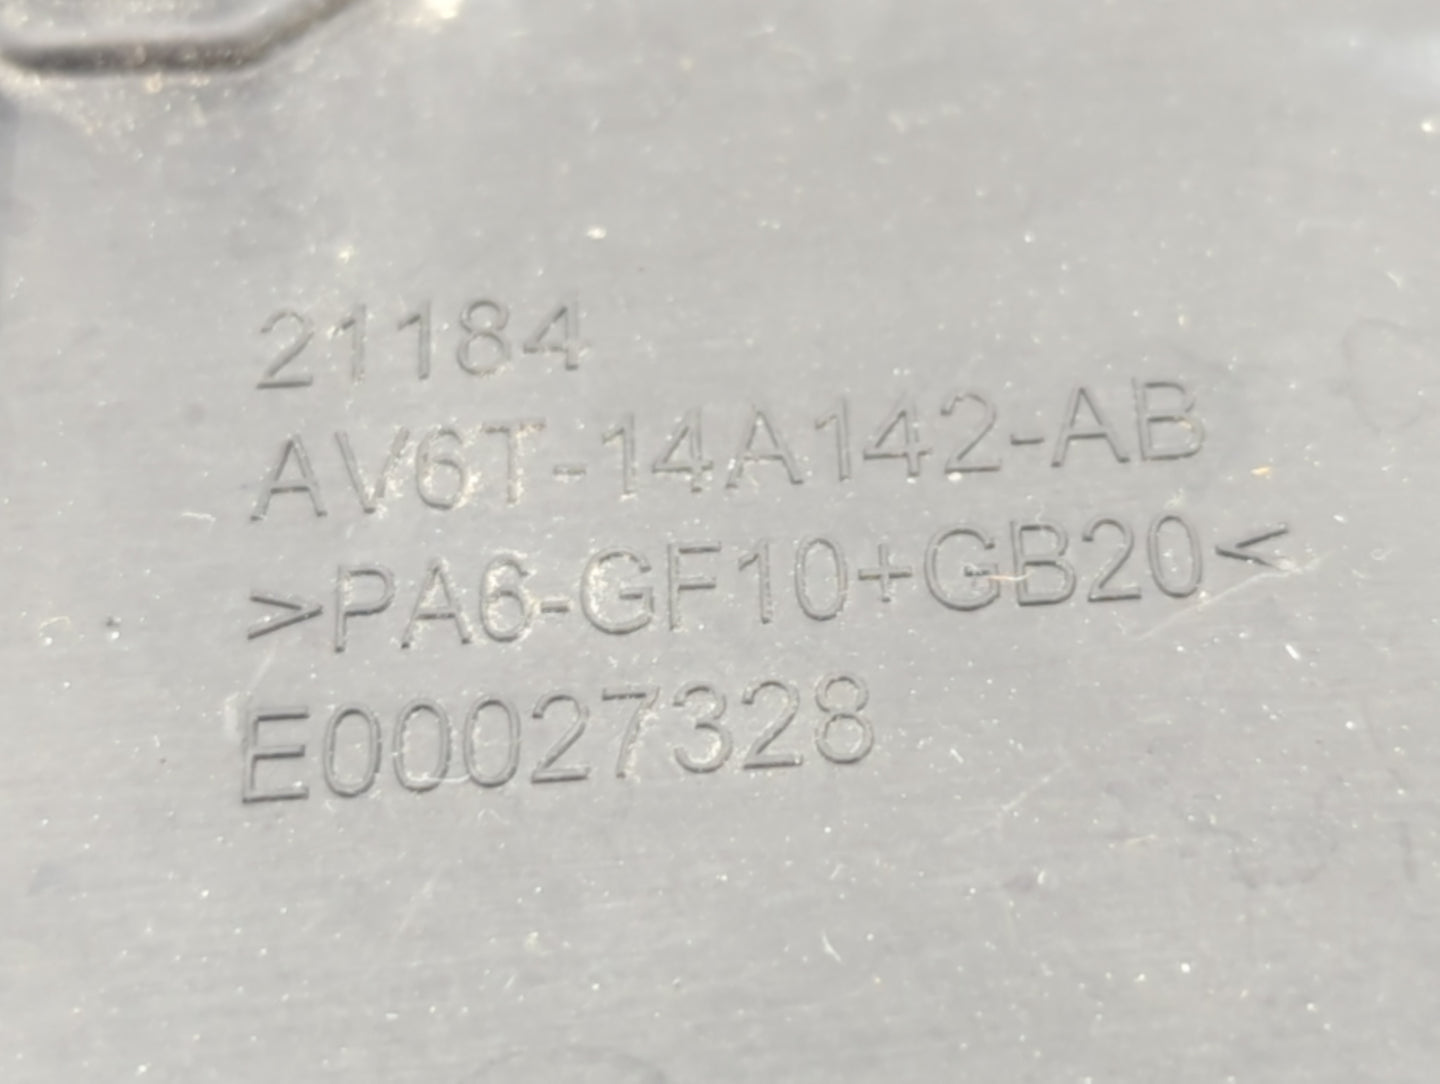 21184
AV6T-14A142-AB
>PA6-GF10+GB20<
E00027328